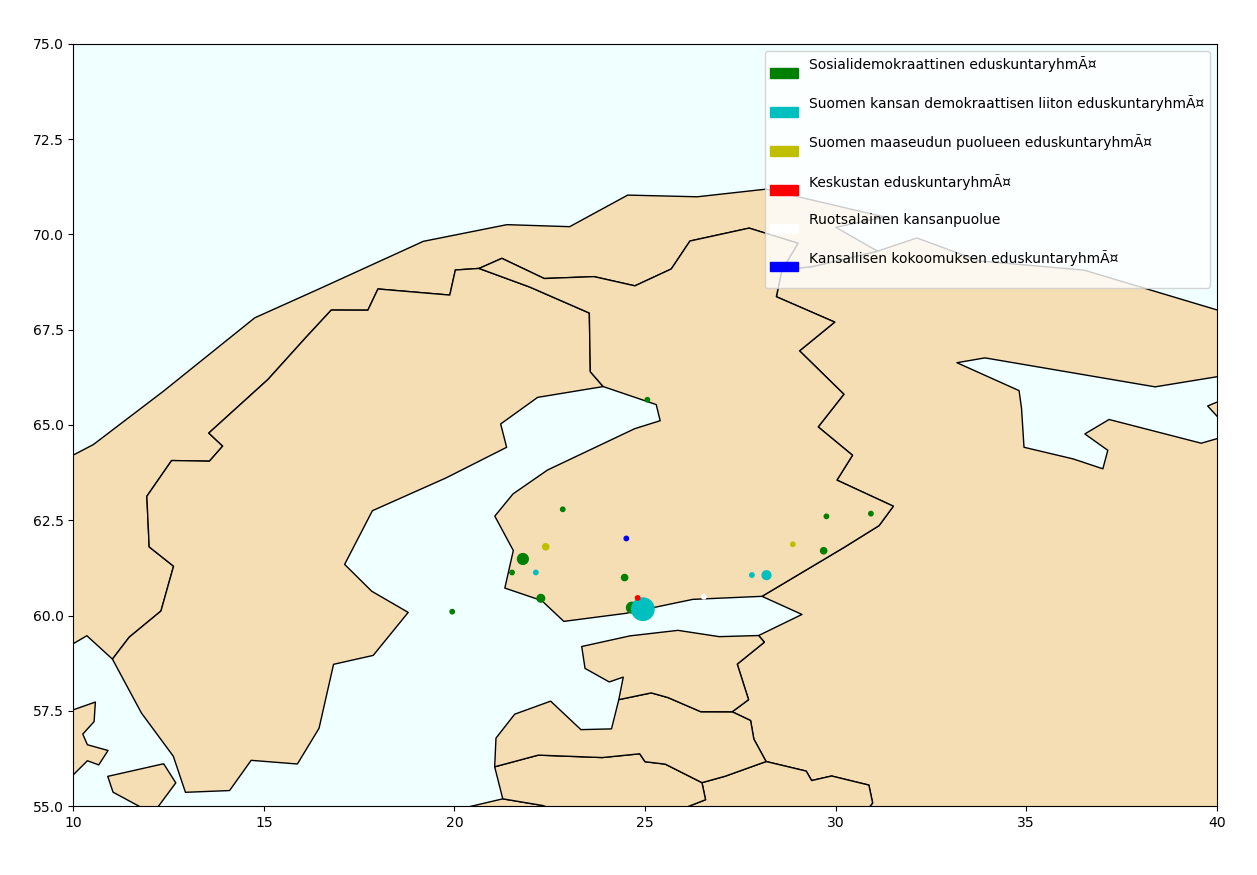 75.0
72.5
70.0
67.5
65.0
62.5
60.0
57.5
55.0
10
15
20
25
30
35
40
Sosialidemokraattinen eduskuntaryhmÃ¤
Suomen kansan demokraattisen liiton eduskuntaryhmÃ¤
Suomen maaseudun puolueen eduskuntaryhmÃ¤
Keskustan eduskuntaryhmÃ¤
Ruotsalainen kansanpuolue
Kansallisen kokoomuksen eduskuntaryhmÃ¤